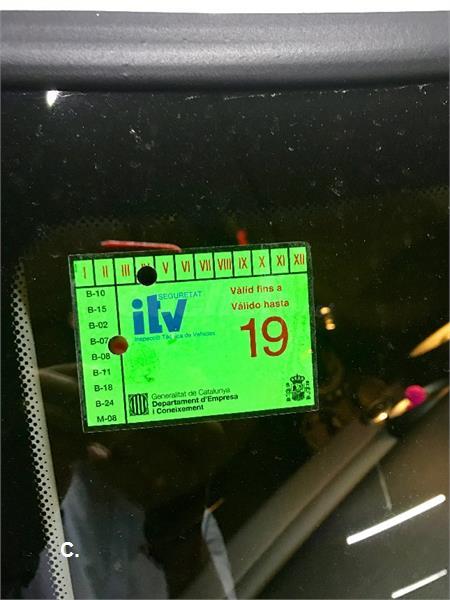 I II III IV V VI VII VIII IX X XI XII
B-10
B-15
B-02
B-07
B-08
B-11
B-18
B-24
M-08
SEGURETAT
itv
Inspecció Tècnica de Vehicles
Vàlid fins a
Válido hasta
19
Generalitat de Catalunya
Departament d'Empresa
i Coneixement
C.